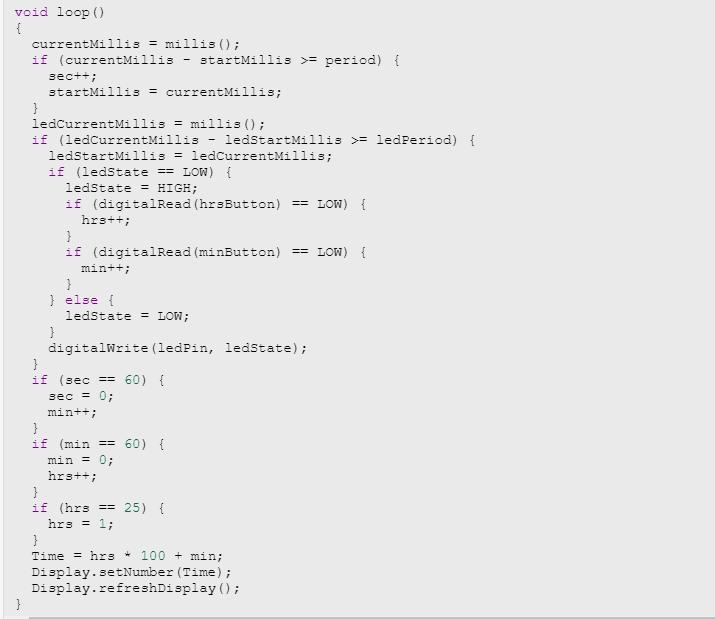 void loop()
{
  currentMillis = millis();
  if (currentMillis - startMillis >= period) {
    sec++;
    startMillis = currentMillis;
  }
  ledCurrentMillis = millis();
  if (ledCurrentMillis - ledStartMillis >= ledPeriod) {
    ledStartMillis = ledCurrentMillis;
    if (ledState == LOW) {
      ledState = HIGH;
      if (digitalRead(hrsButton) == LOW) {
        hrs++;
      }
      if (digitalRead(minButton) == LOW) {
        min++;
      }
    } else {
      ledState = LOW;
    }
    digitalWrite(ledPin, ledState);
  }
  if (sec == 60) {
    sec = 0;
    min++;
  }
  if (min == 60) {
    min = 0;
    hrs++;
  }
  if (hrs == 25) {
    hrs = 1;
  }
  Time = hrs * 100 + min;
  Display.setNumber(Time);
  Display.refreshDisplay();
}